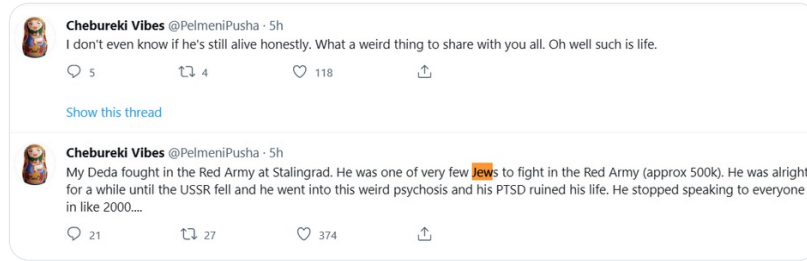 Chebureki Vibes @PelmeniPusha · 5h
I don't even know if he's still alive honestly. What a weird thing to share with you all. Oh well such is life.
5 4 118
Show this thread
Chebureki Vibes @PelmeniPusha · 5h
My Deda fought in the Red Army at Stalingrad. He was one of very few Jews to fight in the Red Army (approx 500k). He was alright
for a while until the USSR fell and he went into this weird psychosis and his PTSD ruined his life. He stopped speaking to everyone
in like 2000....
21 27 374